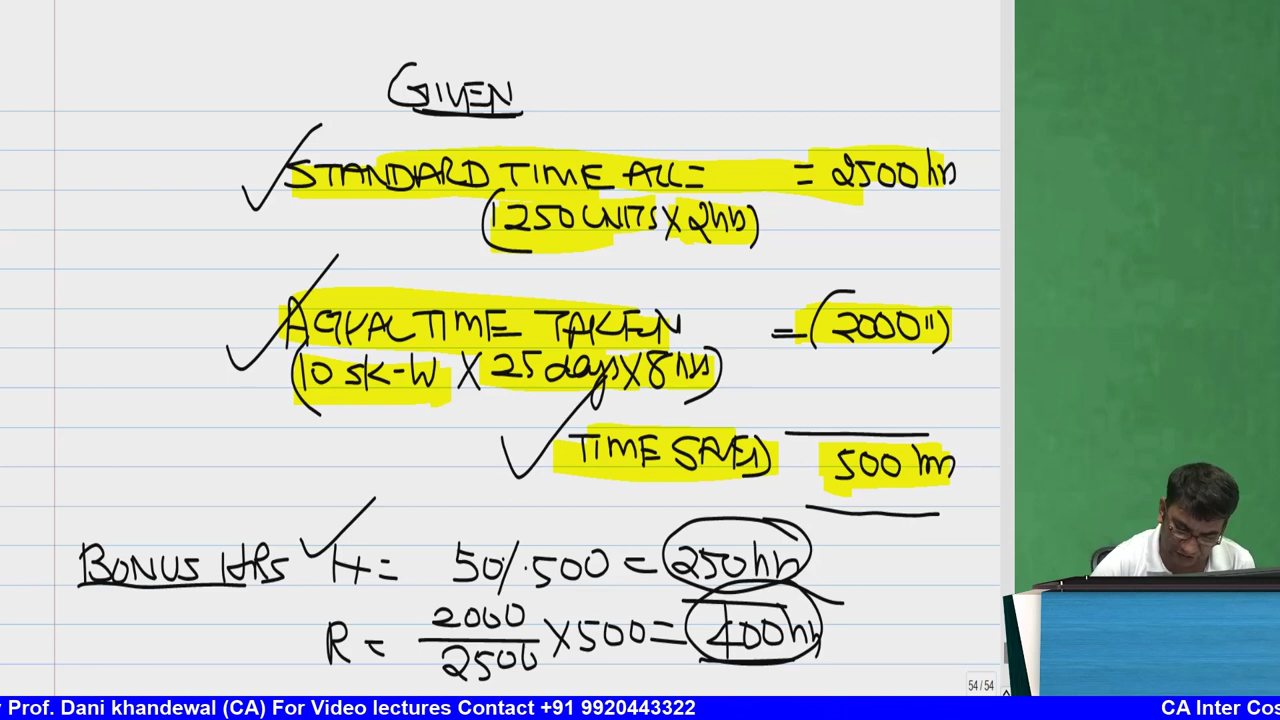 GIVEN
STANDARD TIME ALL = = 2500 hrs
(1250 UNITS X 2 hrs)
ACTUAL TIME TAKEN = (2000 ")
(10 SK-W X 25 days X 8 hrs)
TIME SAVED 500 hrs
BONUS HRS H = 50/.500 = 250 hrs
R = 2000/2500 X 500 = 400 hrs
54 / 54
Prof. Dani khandewal (CA) For Video lectures Contact +91 9920443322 CA Inter Cos